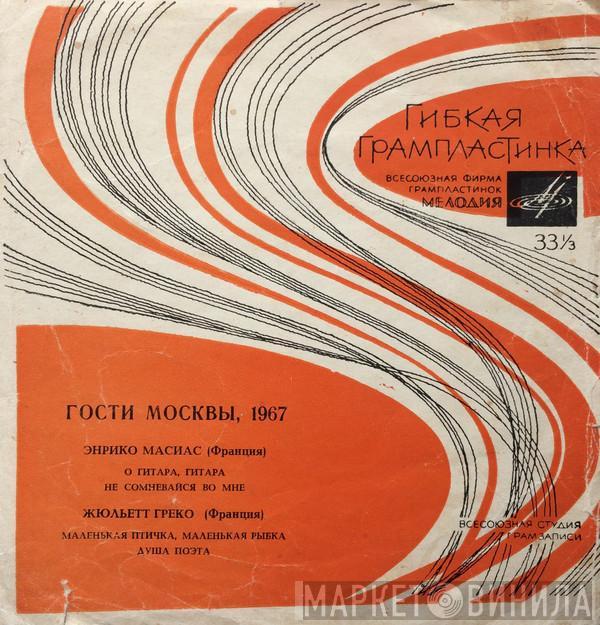 ГИБКАЯ
ГРАМПЛАСТИНКА
ВСЕСОЮЗНАЯ ФИРМА
ГРАМПЛАСТИНОК
МЕЛОДИЯ
33⅓
ГОСТИ МОСКВЫ, 1967
ЭНРИКО МАСИАС (Франция)
О ГИТАРА, ГИТАРА
НЕ СОМНЕВАЙСЯ ВО МНЕ
ЖЮЛЬЕТТ ГРЕКО (Франция)
МАЛЕНЬКАЯ ПТИЧКА, МАЛЕНЬКАЯ РЫБКА
ДУША ПОЭТА
ВСЕСОЮЗНАЯ СТУДИЯ
ГРАМЗАПИСИ
МАРКЕТ ВИНИЛА